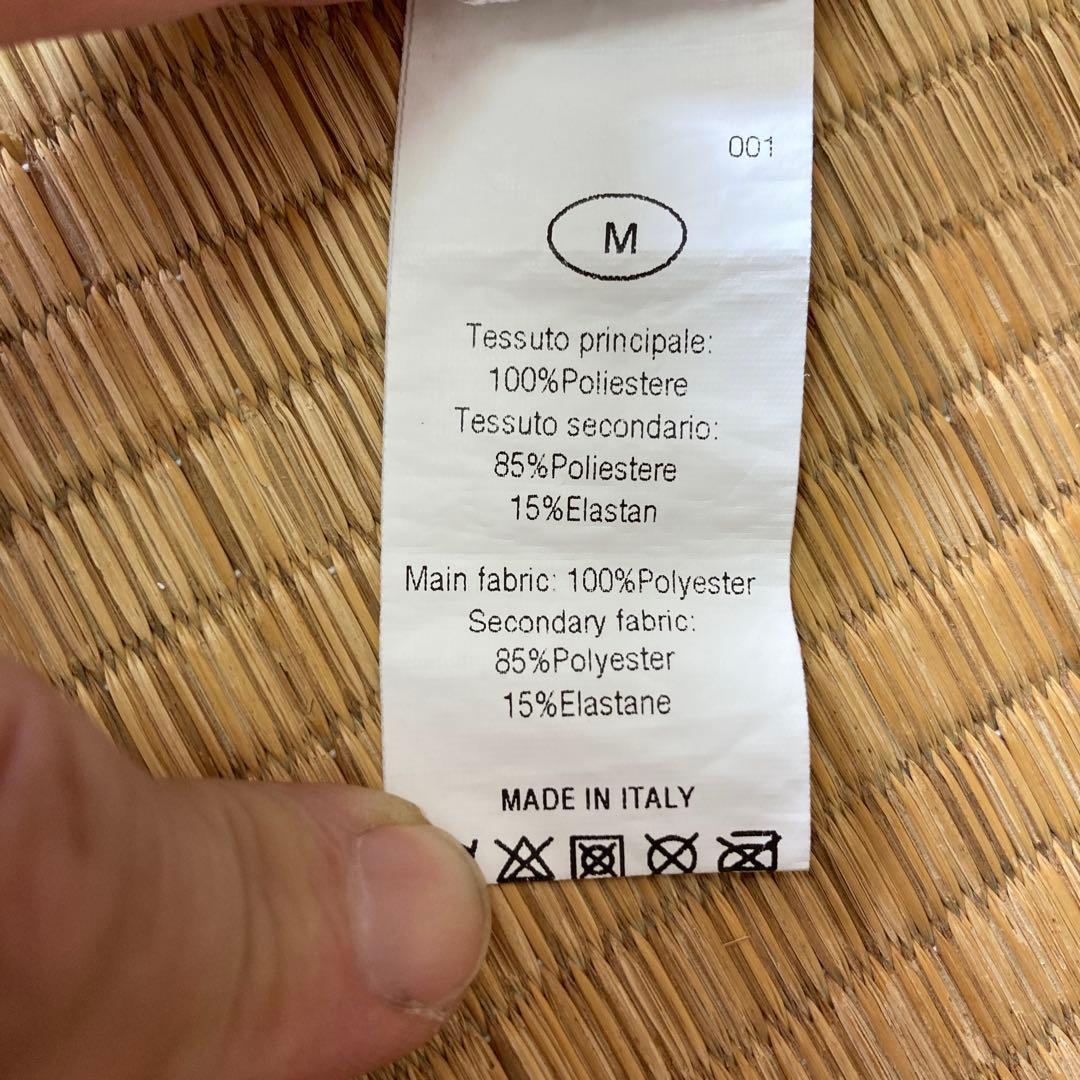 001
M
Tessuto principale:
100%Poliestere
Tessuto secondario:
85%Poliestere
15%Elastan
Main fabric: 100%Polyester
Secondary fabric:
85%Polyester
15%Elastane
MADE IN ITALY